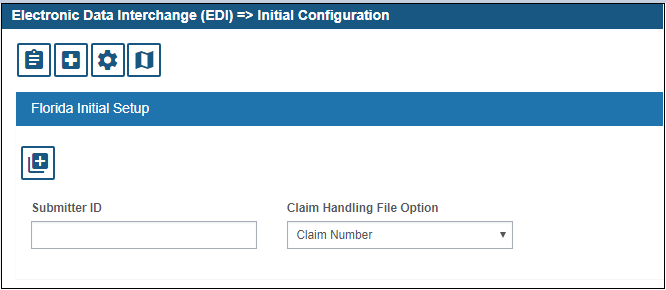 Electronic Data Interchange (EDI) => Initial Configuration
Florida Initial Setup
Submitter ID
Claim Handling File Option
Claim Number